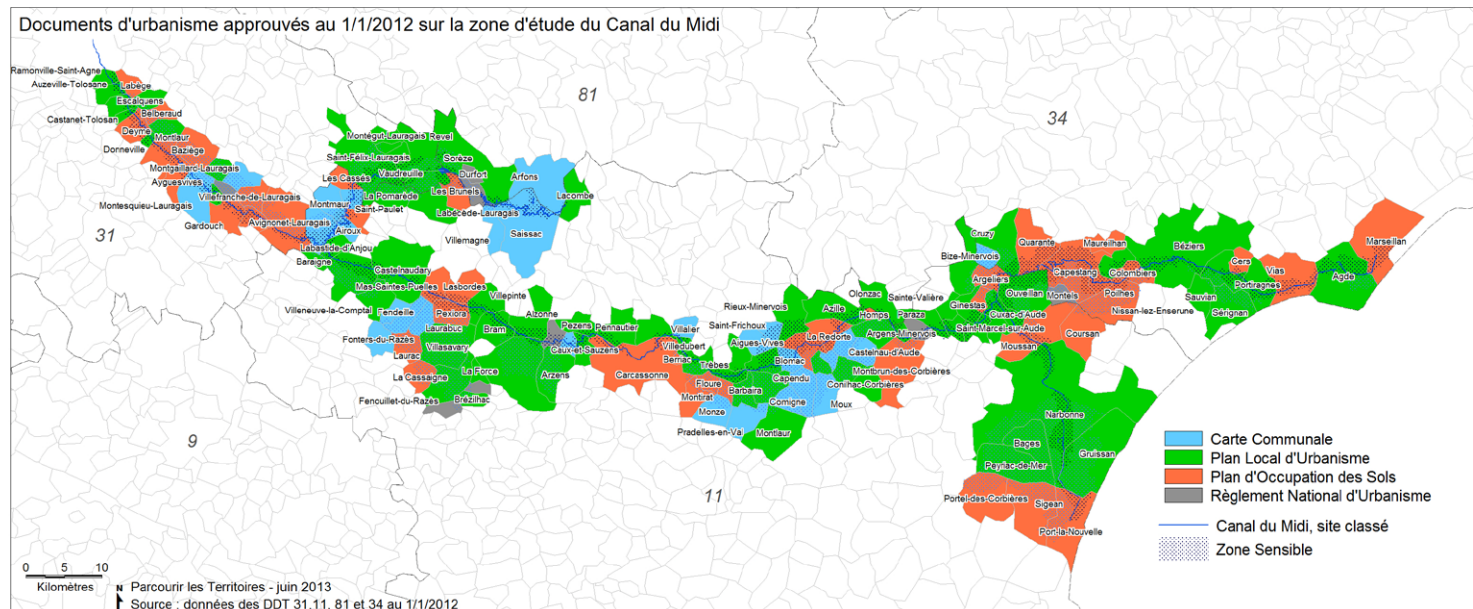 Documents d'urbanisme approuvés au 1/1/2012 sur la zone d'étude du Canal du Midi
81
34
31
9
11
Ramonville-Saint-Agne
Auzeville-Tolosane
Labège
Escalquens
Belberaud
Castanet-Tolosan
Deyme
Montlaur
Donneville
Baziège
Montgaillard-Lauragais
Ayguesvives
Villefranche-de-Lauragais
Montesquieu-Lauragais
Gardouch
Avignonet-Lauragais
Montégut-Lauragais
Revel
Saint-Félix-Lauragais
Sorèze
Vaudreuille
Durfort
Arfons
Les Cassés
Les Brunels
Lacombe
Montmaur
La Pomarède
Saint-Paulet
Labécède-Lauragais
Airoux
Villemagne
Saissac
Labastide-d'Anjou
Baraigne
Castelnaudary
Mas-Saintes-Puelles
Lasbordes
Villepinte
Villeneuve-la-Comptal
Fendeille
Pexiora
Alzonne
Laurabuc
Bram
Pezens
Pennautier
Villalier
Fonters-du-Razès
Villasavary
Caux-et-Sauzens
Villedubert
Laurac
Bernac
La Cassaigne
La Force
Arzens
Carcassonne
Trèbes
Fenouillet-du-Razès
Brézilhac
Floure
Barbaira
Montirat
Monze
Capendu
Comigne
Moux
Pradelles-en-Val
Montlaur
Rieux-Minervois
Azille
Olonzac
Sainte-Valière
Saint-Frichoux
Homps
Paraza
Aigues-Vives
La Redorte
Argens-Minervois
Blomac
Castelnau-d'Aude
Montbrun-des-Corbières
Conilhac-Corbières
Cruzy
Quarante
Maureilhan
Béziers
Bize-Minervois
Argeliers
Capestang
Colombiers
Cers
Vias
Marseillan
Agde
Ouveillan
Montels
Poilhes
Portiragnes
Ginestas
Sauvian
Cuxac-d'Aude
Nissan-lez-Enserune
Sérignan
Saint-Marcel-sur-Aude
Coursan
Moussan
Narbonne
Bages
Gruissan
Peyriac-de-Mer
Portel-des-Corbières
Sigean
Port-la-Nouvelle
Carte Communale
Plan Local d'Urbanisme
Plan d'Occupation des Sols
Règlement National d'Urbanisme
Canal du Midi, site classé
Zone Sensible
0 5 10
Kilomètres
N
Parcourir les Territoires - juin 2013
Source : données des DDT 31,11, 81 et 34 au 1/1/2012